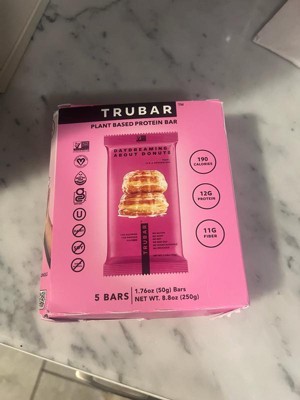 TRUBAR™
PLANT BASED PROTEIN BAR
DAYDREAMING
ABOUT DONUTS
190
CALORIES
12G
PROTEIN
11G
FIBER
TRUBAR
5 BARS | 1.76oz (50g) Bars
NET WT. 8.8oz (250g)